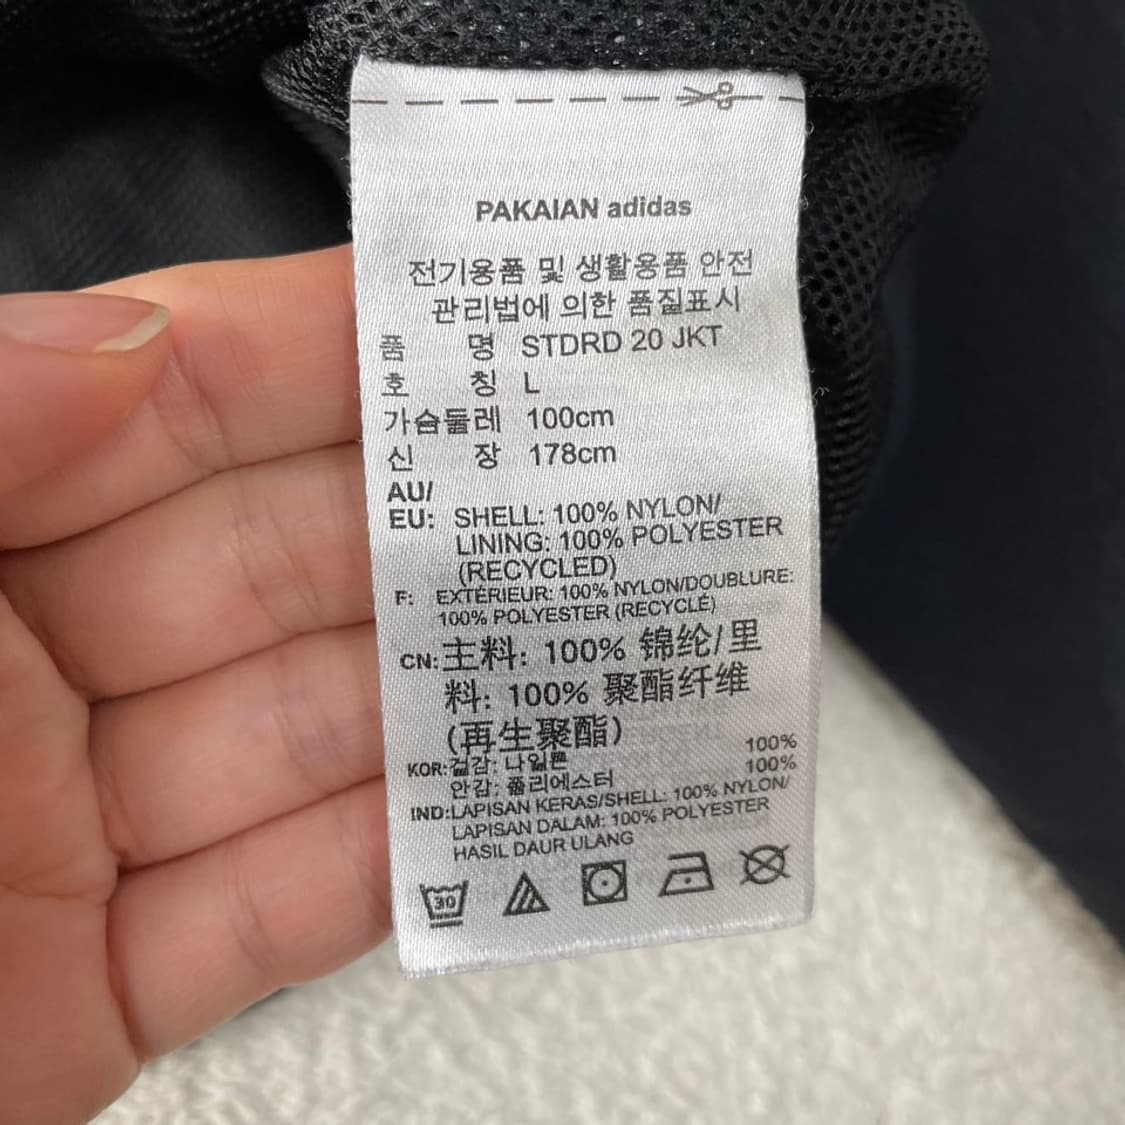 PAKAIAN adidas
전기용품 및 생활용품 안전
관리법에 의한 품질표시
품 명 STDRD 20 JKT
호 칭 L
가슴둘레 100cm
신 장 178cm
AU/
EU: SHELL: 100% NYLON/
LINING: 100% POLYESTER
(RECYCLED)
F: EXTÉRIEUR: 100% NYLON/DOUBLURE:
100% POLYESTER (RECYCLÉ)
CN: 主料: 100% 锦纶/里
料: 100% 聚酯纤维
(再生聚酯)
KOR: 겉감: 나일론 100%
안감: 폴리에스터 100%
IND: LAPISAN KERAS/SHELL: 100% NYLON/
LAPISAN DALAM: 100% POLYESTER
HASIL DAUR ULANG
30